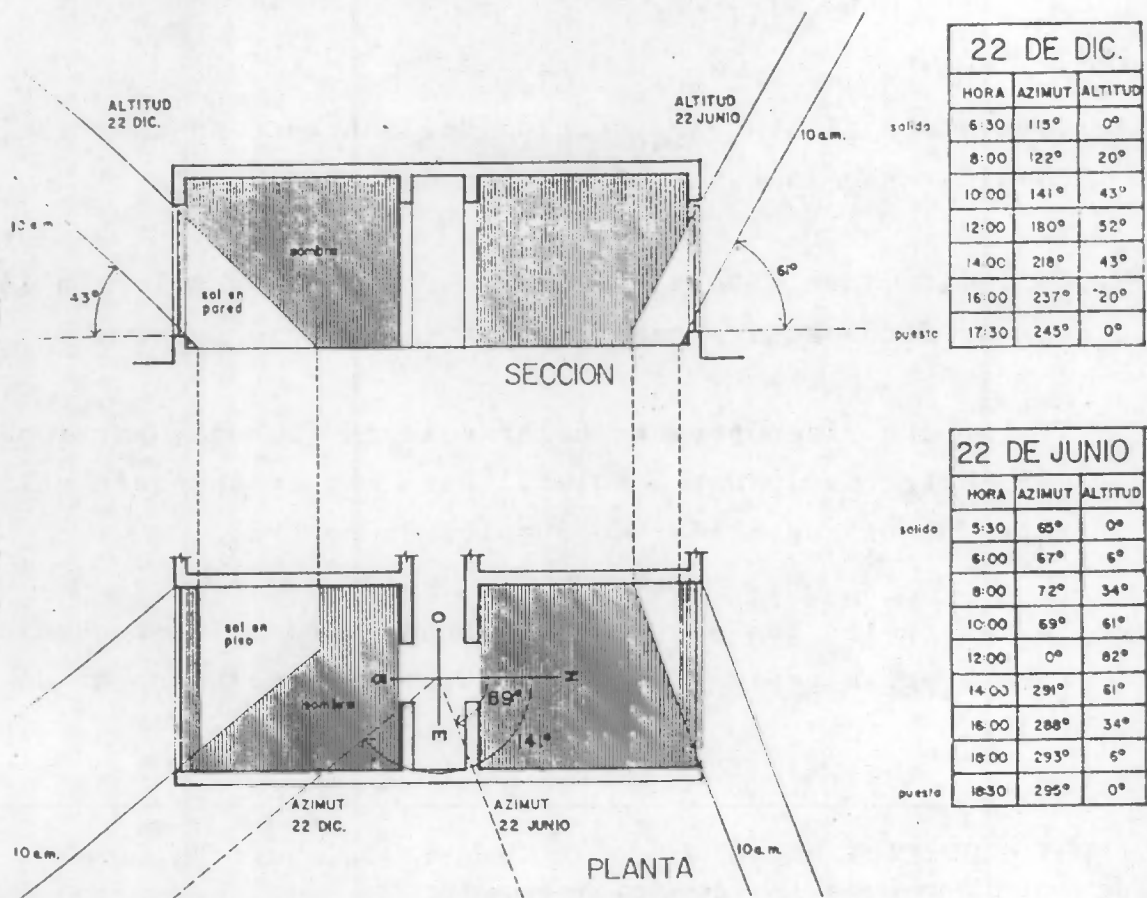 ALTITUD
22 DIC.
10 a.m.
43°
sombra
sol en
pared
ALTITUD
22 JUNIO
10 a.m.
61°
SECCION
22 DE DIC.
HORA AZIMUT ALTITUD
salida 6:30 115° 0°
8:00 122° 20°
10:00 141° 43°
12:00 180° 52°
14:00 218° 43°
16:00 237° 20°
puesta 17:30 245° 0°
22 DE JUNIO
HORA AZIMUT ALTITUD
salida 5:30 65° 0°
6:00 67° 6°
8:00 72° 34°
10:00 69° 61°
12:00 0° 82°
14:00 291° 61°
16:00 288° 34°
18:00 293° 6°
puesta 18:30 295° 0°
sol en
piso
sombra
O
N
E
69°
141°
AZIMUT
22 DIC.
AZIMUT
22 JUNIO
10 a.m.
10 a.m.
PLANTA